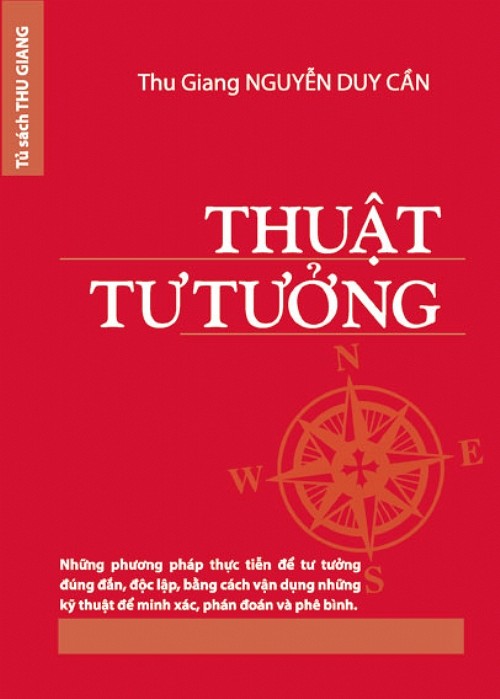 Tủ sách THU GIANG
Thu Giang NGUYỄN DUY CẦN
THUẬT
TƯ TƯỞNG
N
W
E
S
Những phương pháp thực tiễn để tư tưởng
đúng đắn, độc lập, bằng cách vận dụng những
kỹ thuật để minh xác, phán đoán và phê bình.